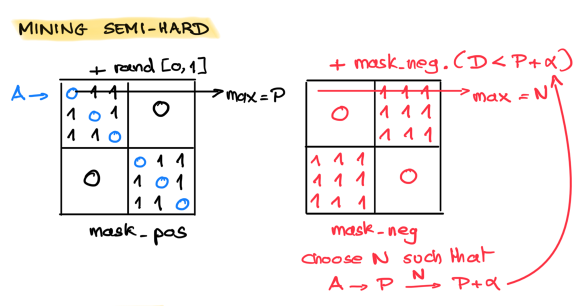 MINING SEMI-HARD
+ round [0,1]
A → 0 1 1 → max = P
1 0 1 0
1 1 0
0 0 1 1
1 0 1
1 1 0
mask_pos
+ mask_neg. (D < P+α)
0 1 1 1 → max = N
1 1 1
1 1 1
1 1 1 0
1 1 1
1 1 1
mask_neg
choose N such that
A → P N → P+α